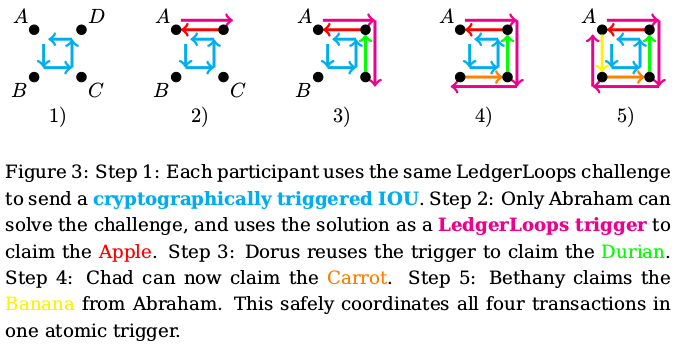 A D A A A A
B C B C B
1) 2) 3) 4) 5)
Figure 3: Step 1: Each participant uses the same LedgerLoops challenge
to send a cryptographically triggered IOU. Step 2: Only Abraham can
solve the challenge, and uses the solution as a LedgerLoops trigger to
claim the Apple. Step 3: Dorus reuses the trigger to claim the Durian.
Step 4: Chad can now claim the Carrot. Step 5: Bethany claims the
Banana from Abraham. This safely coordinates all four transactions in
one atomic trigger.